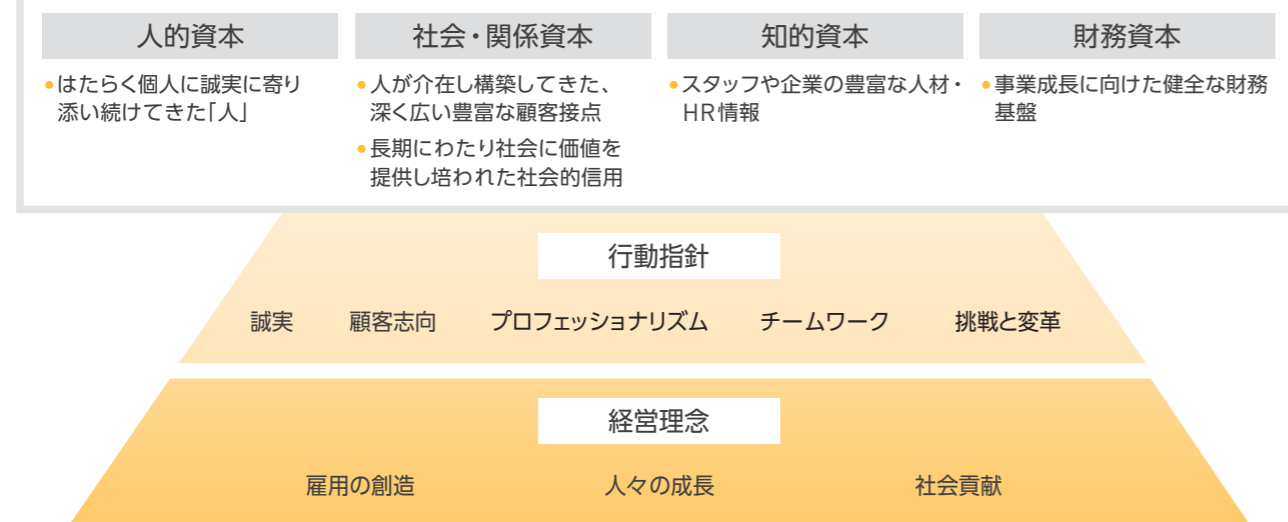 人的資本
•はたらく個人に誠実に寄り
添い続けてきた「人」
社会・関係資本
•人が介在し構築してきた、
深く広い豊富な顧客接点
•長期にわたり社会に価値を
提供し培われた社会的信用
知的資本
•スタッフや企業の豊富な人材・
HR情報
財務資本
•事業成長に向けた健全な財務
基盤
行動指針
誠実 顧客志向 プロフェッショナリズム チームワーク 挑戦と変革
経営理念
雇用の創造 人々の成長 社会貢献